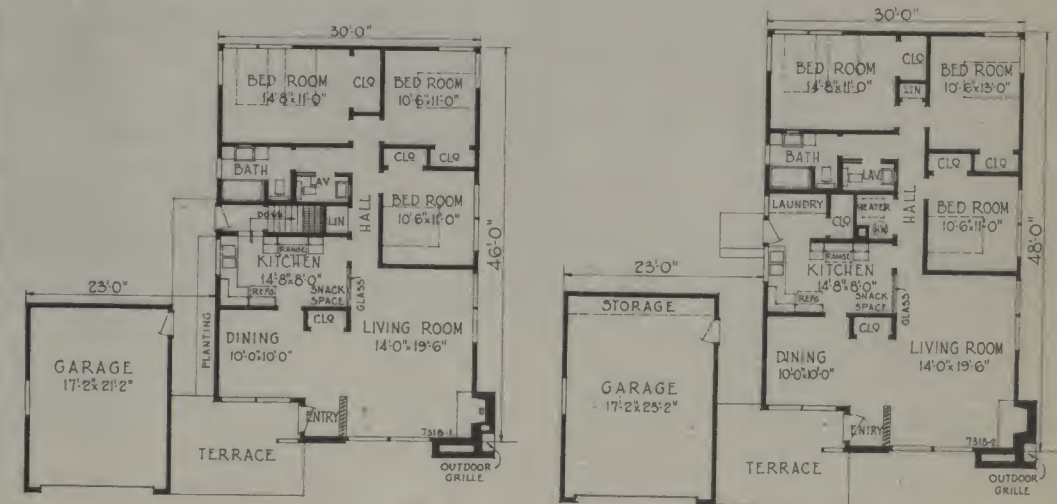 30'-0"
BED ROOM
14'-8"x11'-0"
CLO
BED ROOM
10'-6"x11'-0"
BATH
CLO
CLO
LAV.
DOWN
LIN
HALL
BED ROOM
10'-6"x11'-0"
46'-0"
RANGE
KITCHEN
14'-8"x8'-0"
REFG
SNACK
SPACE
GLASS
23'-0"
PLANTING
CLO
DINING
10'-0"x10'-0"
LIVING ROOM
14'-0"x19'-6"
GARAGE
17'-2"x21'-2"
ENTRY
7318-1
TERRACE
OUTDOOR
GRILLE
30'-0"
BED ROOM
14'-8"x11'-0"
CLO
LIN
BED ROOM
10'-6"x13'-0"
BATH
LAV.
CLO
CLO
LAUNDRY
CLO
HEATER
HW
HALL
BED ROOM
10'-6"x11'-0"
48'-0"
RANGE
KITCHEN
14'-8"x8'-0"
REFG
SNACK
SPACE
GLASS
23'-0"
STORAGE
CLO
DINING
10'-0"x10'-0"
LIVING ROOM
14'-0"x19'-6"
GARAGE
17'-2"x25'-2"
ENTRY
7318-2
TERRACE
OUTDOOR
GRILLE